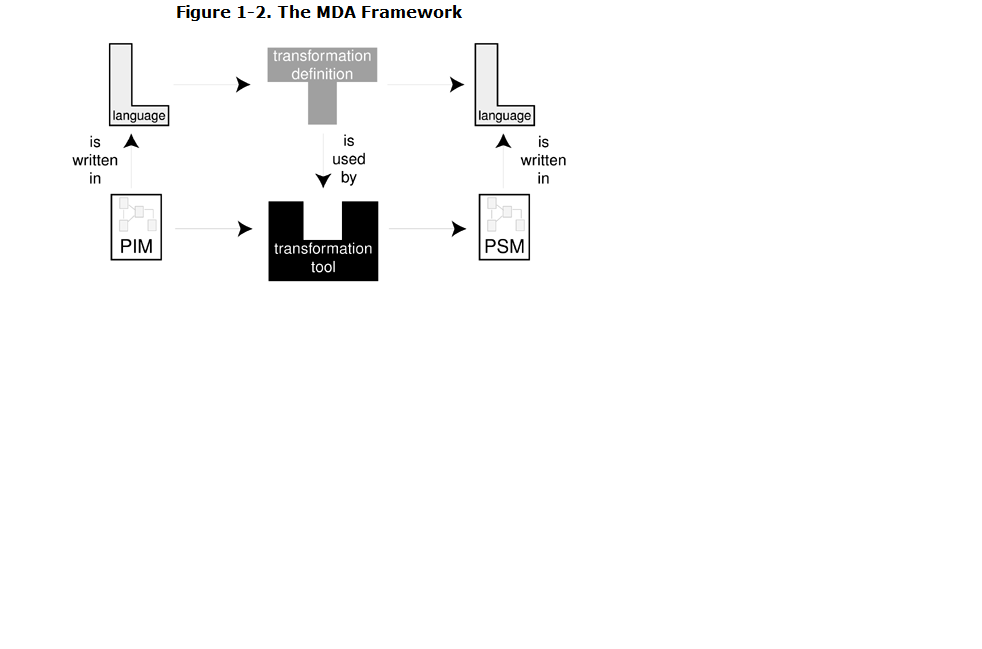 Figure 1-2. The MDA Framework
transformation
definition
language
language
is
written
in
is
used
by
is
written
in
PIM
transformation
tool
PSM